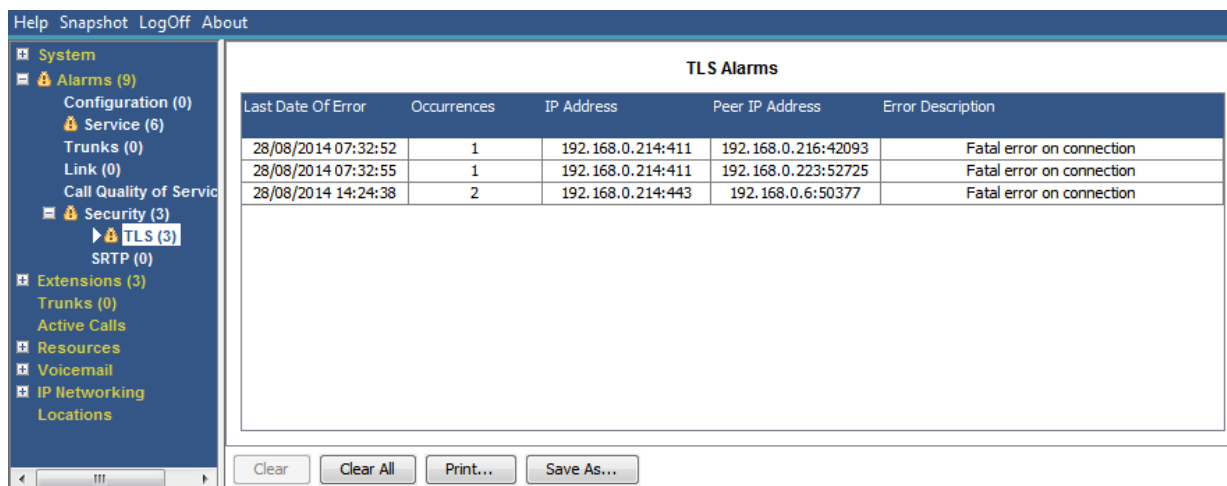 Help Snapshot LogOff About
System
Alarms (9)
Configuration (0)
Service (6)
Trunks (0)
Link (0)
Call Quality of Servic
Security (3)
TLS (3)
SRTP (0)
Extensions (3)
Trunks (0)
Active Calls
Resources
Voicemail
IP Networking
Locations
TLS Alarms
Last Date Of Error Occurrences IP Address Peer IP Address Error Description
28/08/2014 07:32:52 1 192.168.0.214:411 192.168.0.216:42093 Fatal error on connection
28/08/2014 07:32:55 1 192.168.0.214:411 192.168.0.223:52725 Fatal error on connection
28/08/2014 14:24:38 2 192.168.0.214:443 192.168.0.6:50377 Fatal error on connection
Clear Clear All Print... Save As...